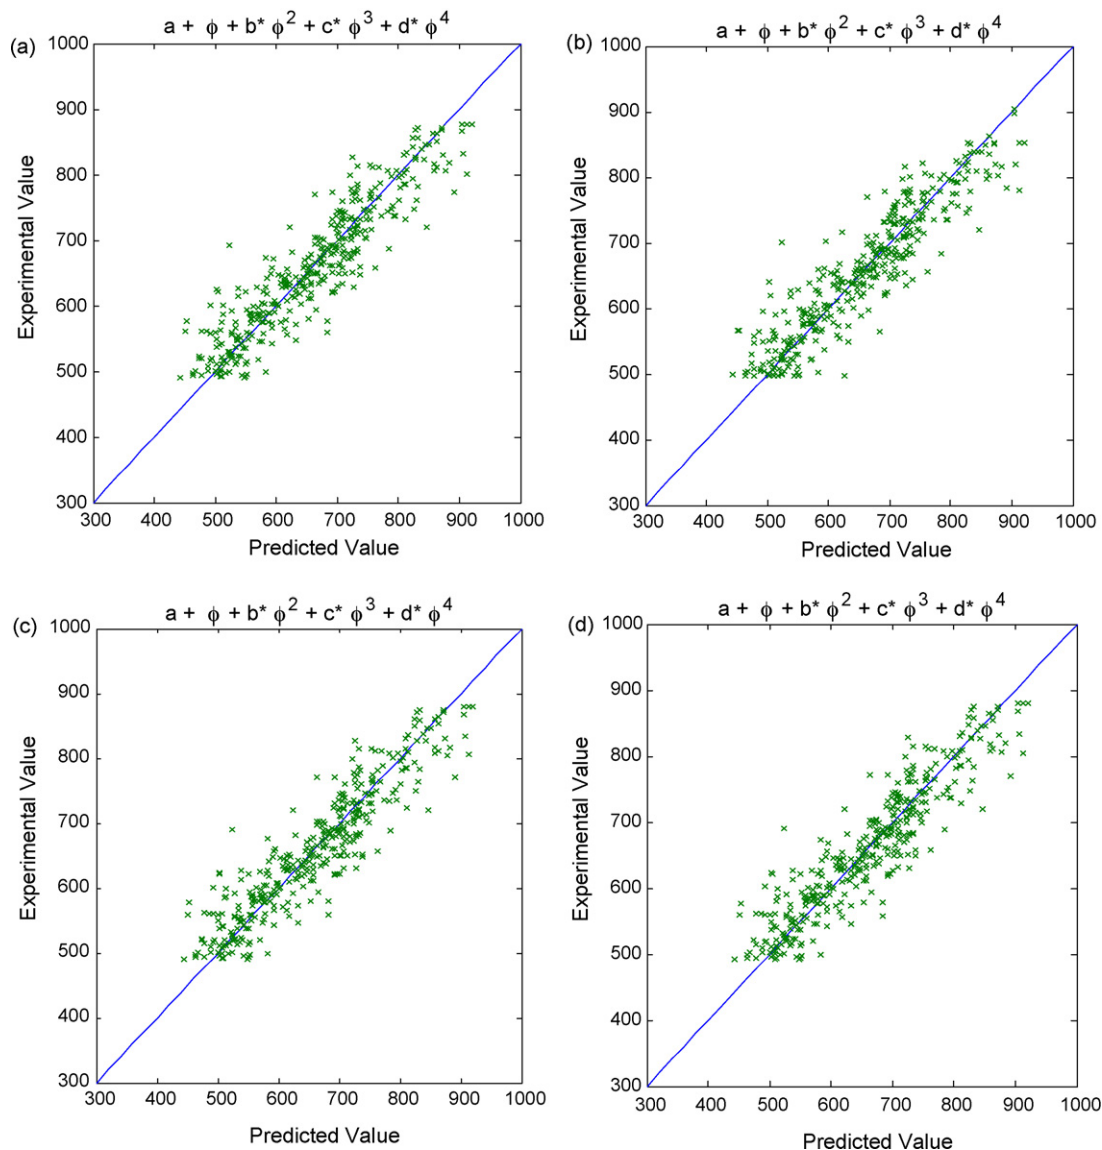 (a)
a + ϕ + b* ϕ² + c* ϕ³ + d* ϕ⁴
1000
900
800
700
600
500
400
300
Experimental Value
300 400 500 600 700 800 900 1000
Predicted Value
(b)
a + ϕ + b* ϕ² + c* ϕ³ + d* ϕ⁴
1000
900
800
700
600
500
400
300
Experimental Value
300 400 500 600 700 800 900 1000
Predicted Value
(c)
a + ϕ + b* ϕ² + c* ϕ³ + d* ϕ⁴
1000
900
800
700
600
500
400
300
Experimental Value
300 400 500 600 700 800 900 1000
Predicted Value
(d)
a + ϕ + b* ϕ² + c* ϕ³ + d* ϕ⁴
1000
900
800
700
600
500
400
300
Experimental Value
300 400 500 600 700 800 900 1000
Predicted Value